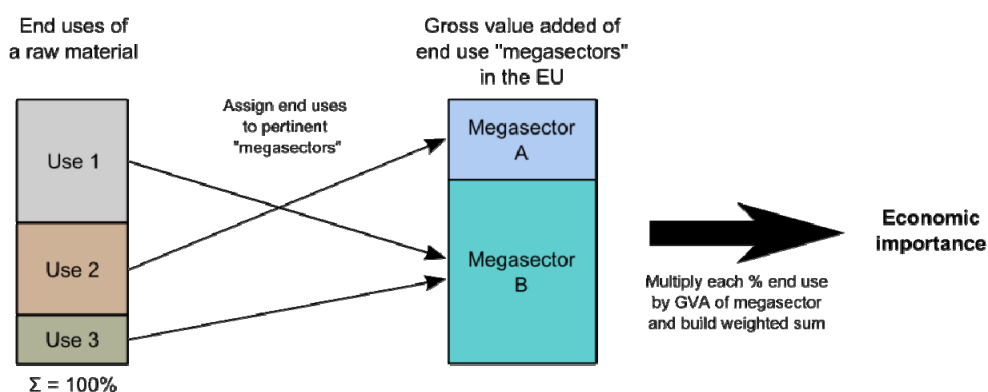 End uses of
a raw material
Gross value added of
end use "megasectors"
in the EU
Assign end uses
to pertinent
"megasectors"
Use 1
Use 2
Use 3
Σ = 100%
Megasector
A
Megasector
B
Multiply each % end use
by GVA of megasector
and build weighted sum
Economic
importance